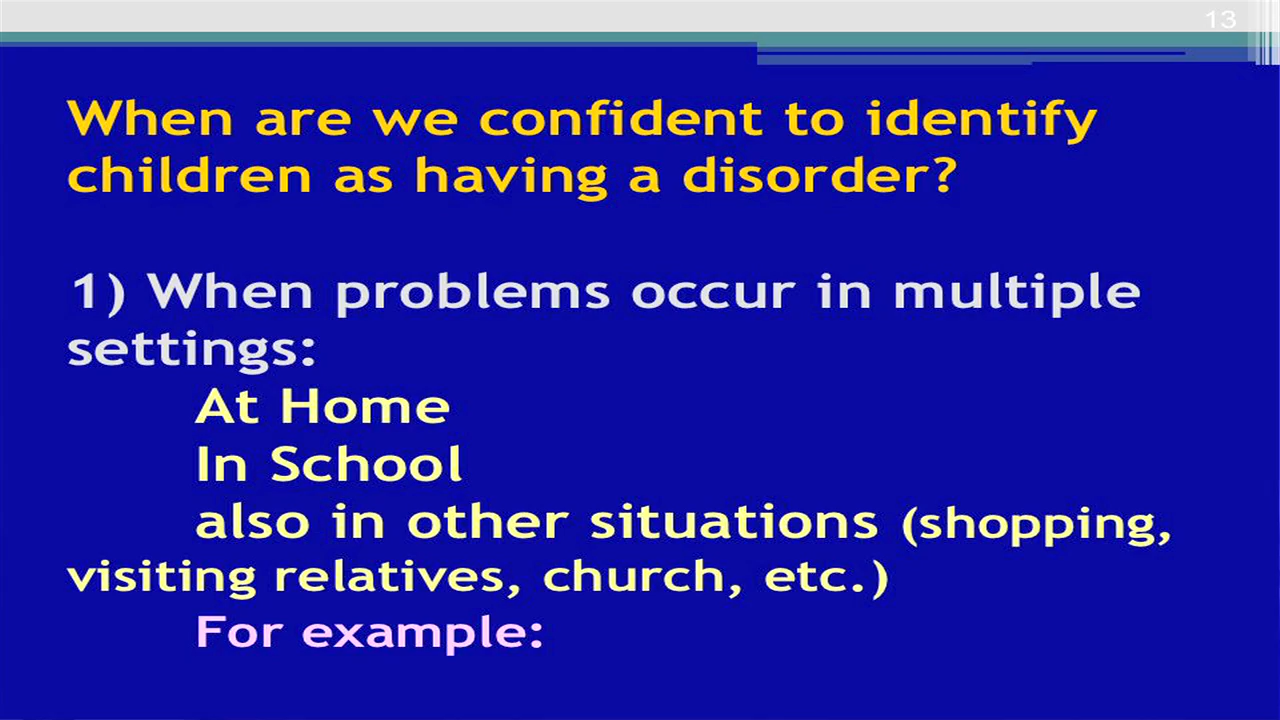 13
When are we confident to identify
children as having a disorder?
1) When problems occur in multiple
settings:
At Home
In School
also in other situations (shopping,
visiting relatives, church, etc.)
For example: